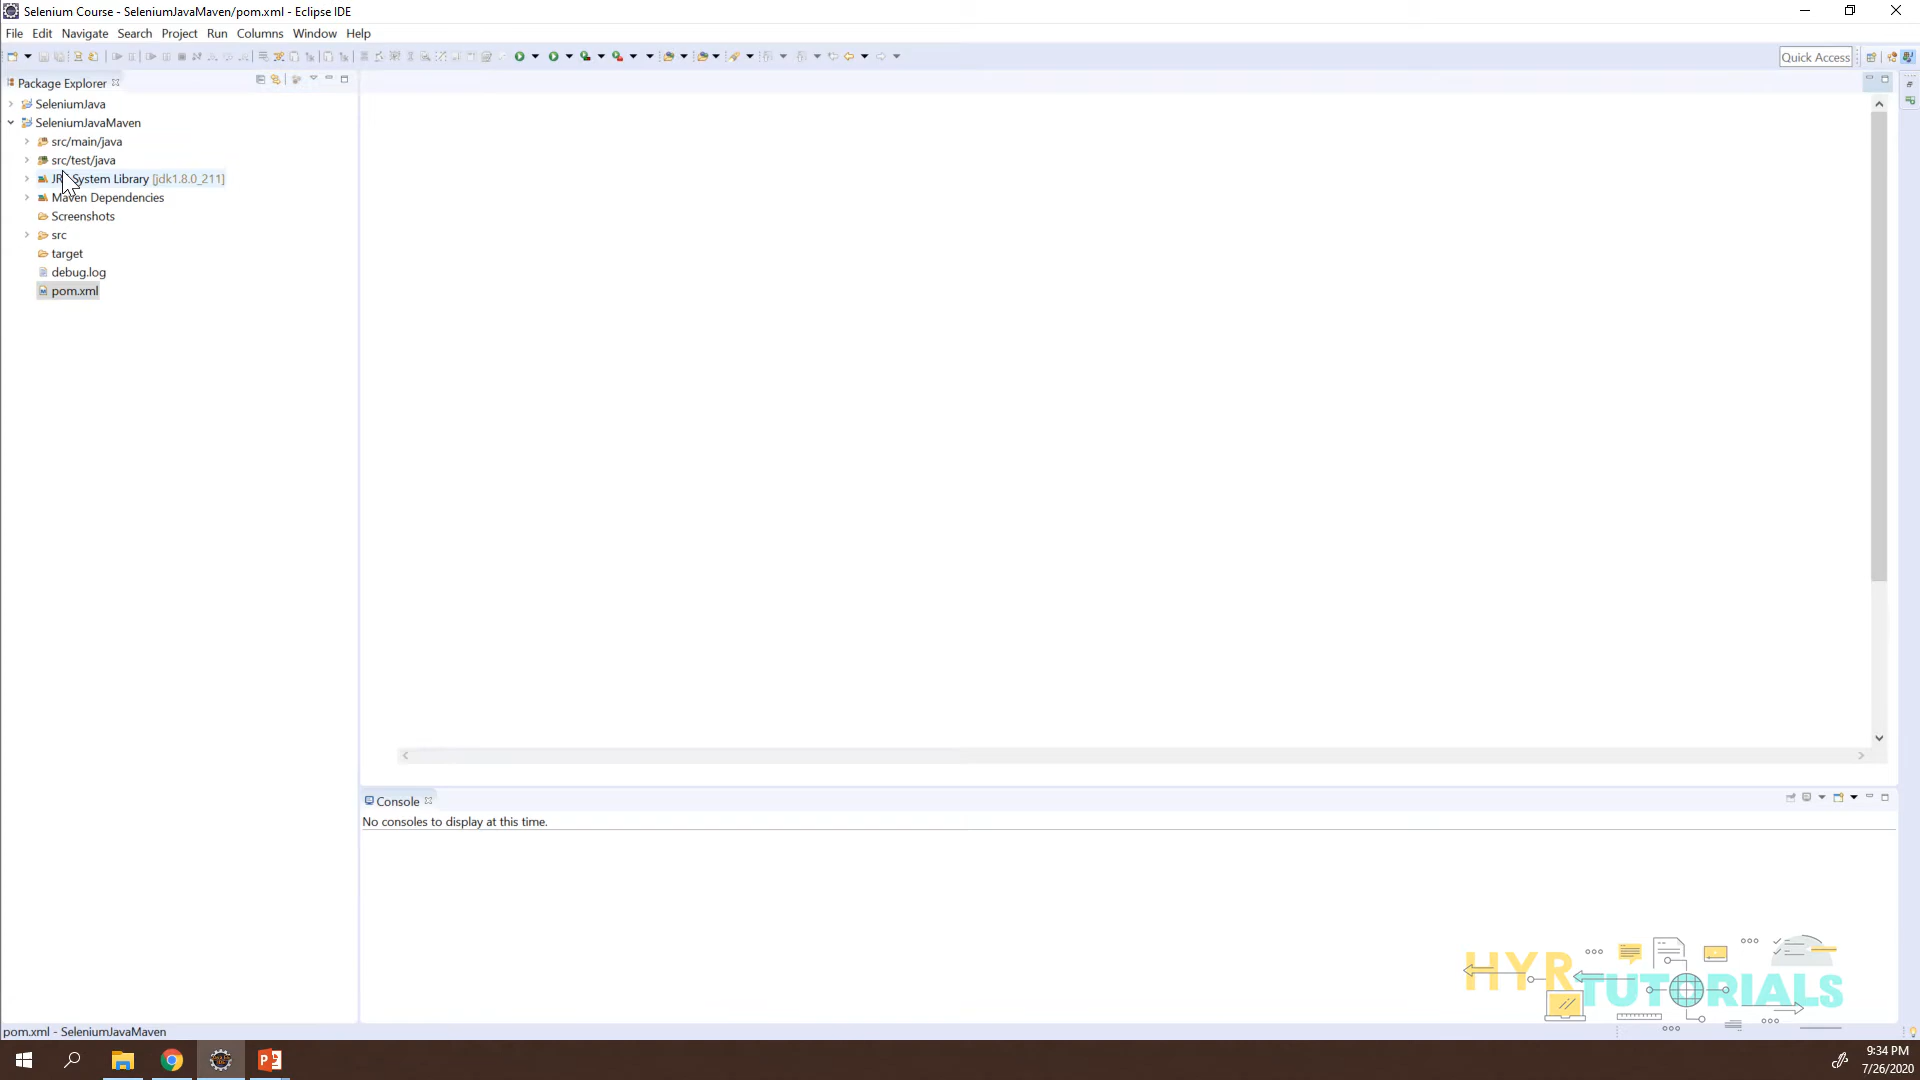 Selenium Course - SeleniumJavaMaven/pom.xml - Eclipse IDE
File Edit Navigate Search Project Run Columns Window Help
Quick Access
Package Explorer
SeleniumJava
SeleniumJavaMaven
src/main/java
src/test/java
System Library [jdk1.8.0_211]
Maven Dependencies
Screenshots
src
target
debug.log
pom.xml
Console
No consoles to display at this time.
HYR TUTORIALS
pom.xml - SeleniumJavaMaven
9:34 PM
7/26/2020